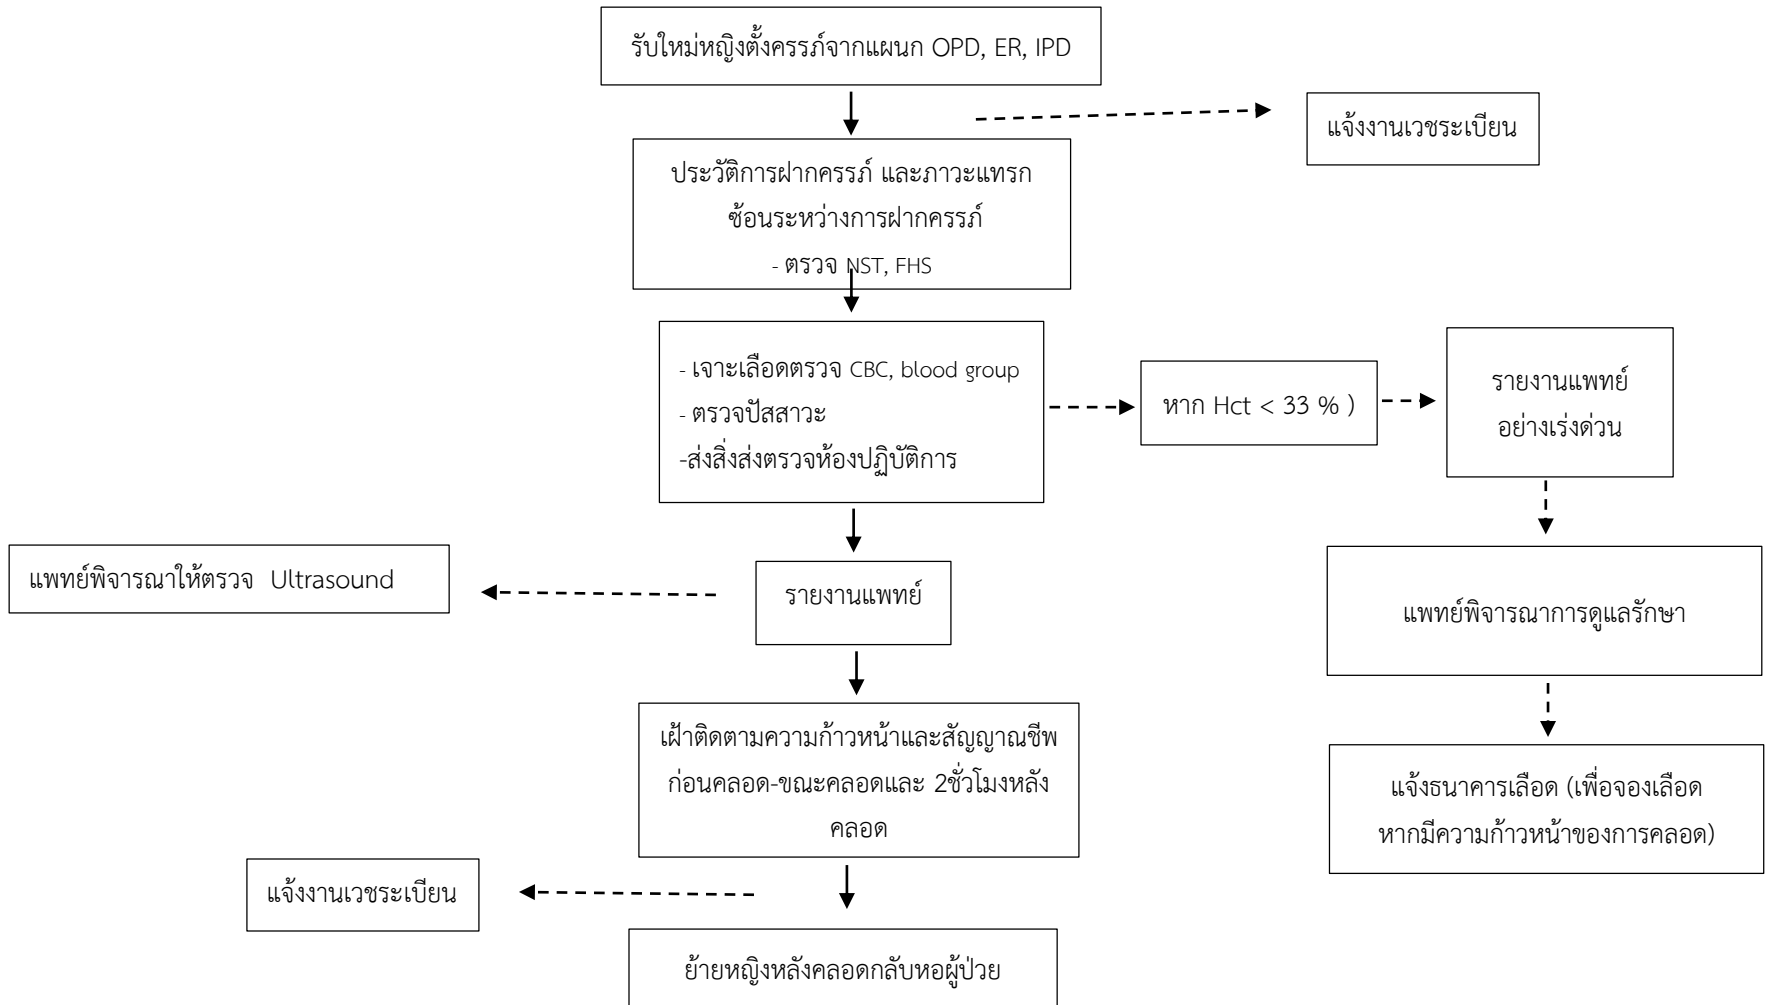 รับใหม่หญิงตั้งครรภ์จากแผนก OPD, ER, IPD
แจ้งงานเวชระเบียน
ประวัติการฝากครรภ์ และภาวะแทรก
ซ้อนระหว่างการฝากครรภ์
- ตรวจ NST, FHS
- เจาะเลือดตรวจ CBC, blood group
- ตรวจปัสสาวะ
-ส่งสิ่งส่งตรวจห้องปฏิบัติการ
หาก Hct < 33 % )
รายงานแพทย์
อย่างเร่งด่วน
แพทย์พิจารณาให้ตรวจ Ultrasound
รายงานแพทย์
แพทย์พิจารณาการดูแลรักษา
เฝ้าติดตามความก้าวหน้าและสัญญาณชีพ
ก่อนคลอด-ขณะคลอดและ 2ชั่วโมงหลัง
คลอด
แจ้งธนาคารเลือด (เพื่อจองเลือด
หากมีความก้าวหน้าของการคลอด)
แจ้งงานเวชระเบียน
ย้ายหญิงหลังคลอดกลับหอผู้ป่วย